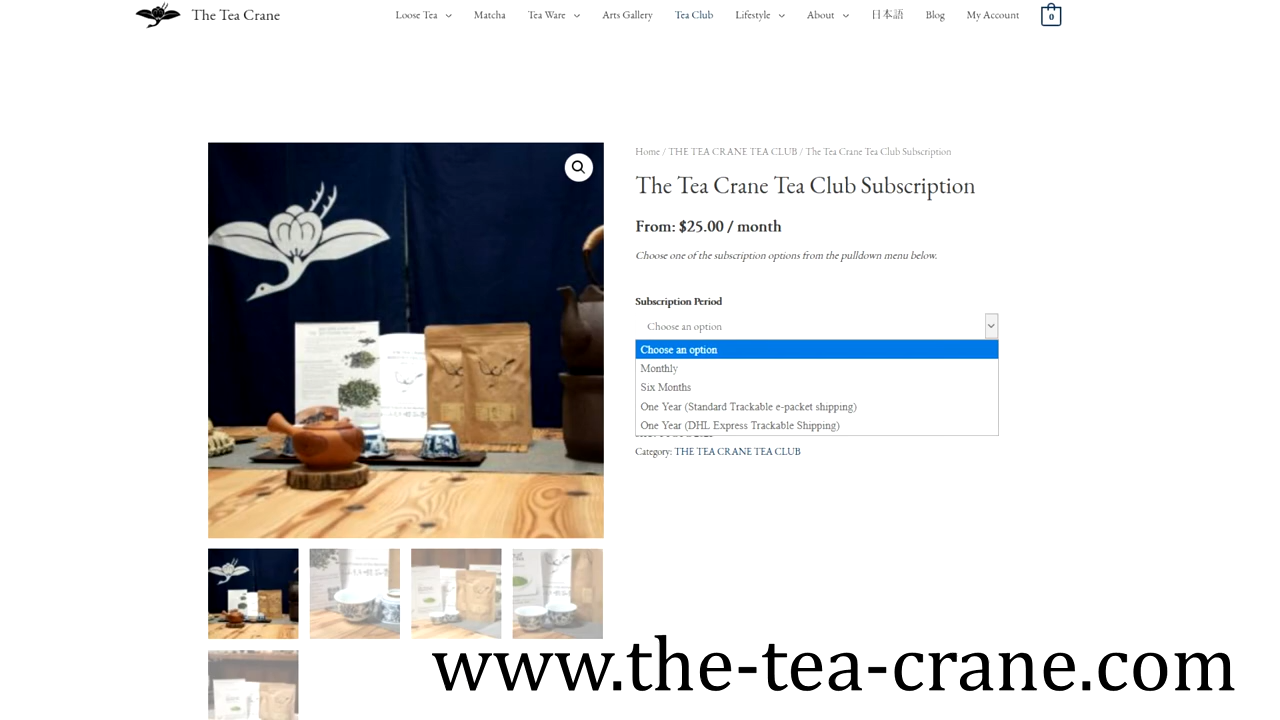 The Tea Crane
Loose Tea Matcha Tea Ware Arts Gallery Tea Club Lifestyle About 日本語 Blog My Account 0
Home / THE TEA CRANE TEA CLUB / The Tea Crane Tea Club Subscription
The Tea Crane Tea Club Subscription
From: $25.00 / month
Choose one of the subscription options from the pulldown menu below.
Subscription Period
Choose an option
Choose an option
Monthly
Six Months
One Year (Standard Trackable e-packet shipping)
One Year (DHL Express Trackable Shipping)
Category: THE TEA CRANE TEA CLUB
www.the-tea-crane.com